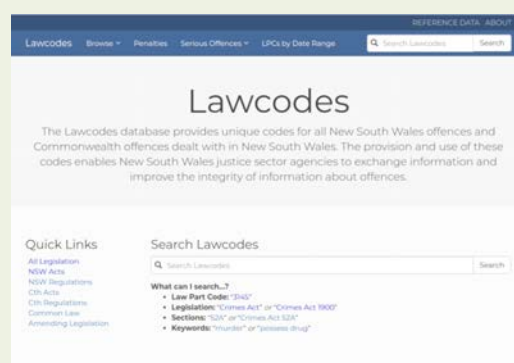 REFERENCE DATA ABOUT
Lawcodes Browse Penalties Serious Offences LPCs by Date Range Search Lawcodes Search
Lawcodes
The Lawcodes database provides unique codes for all New South Wales offences and
Commonwealth offences dealt with in New South Wales. The provision and use of these
codes enables New South Wales justice sector agencies to exchange information and
improve the integrity of information about offences.
Quick Links
All Legislation
NSW Acts
NSW Regulations
Cth Acts
Cth Regulations
Common Law
Amending Legislation
Search Lawcodes
Search Lawcodes Search
What can I search...?
Law Part Code: "3145"
Legislation: "Crimes Act" or "Crimes Act 1900"
Sections: "52A" or "Crimes Act 52A"
Keywords: "murder" or "possess drug"